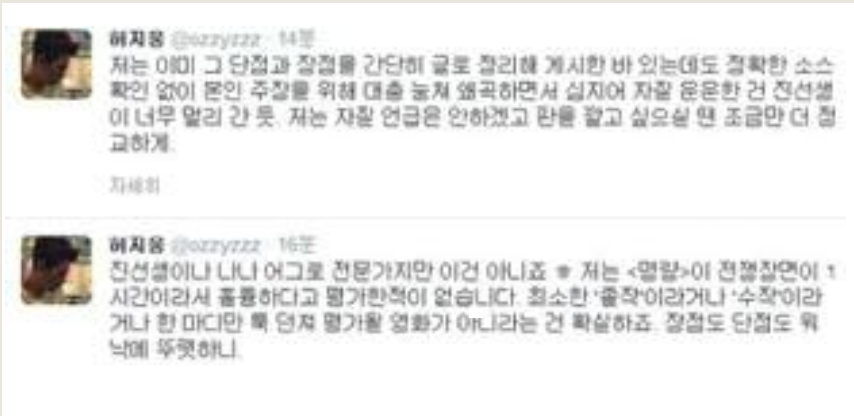 허지웅 @ozzyzzz · 14분
저는 이미 그 단점과 장점을 간단히 글로 정리해 게시한 바 있는데도 정확한 소스
확인 없이 본인 주장을 위해 대충 눙쳐 왜곡하면서 심지어 자질 운운한 건 진선생
이 너무 멀리 간 듯. 저는 자질 언급은 안하겠고 판을 깔고 싶으실 땐 조금만 더 정
교하게.
자세히
허지웅 @ozzyzzz · 16분
진선생이나 나나 어그로 전문가지만 이건 아니죠 ㅎ 저는 <명량>이 전쟁장면이 1
시간이라서 훌륭하다고 평가한적이 없습니다. 최소한 '졸작'이라거나 '수작'이라
거나 한 마디만 툭 던져 평가될 영화가 아니라는 건 확실하죠. 장점도 단점도 워
낙에 뚜렷하니.